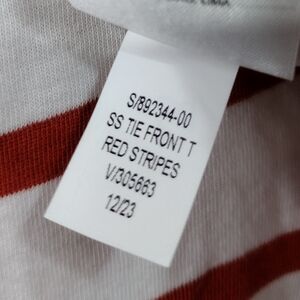 S/892344-00
SS TIE FRONT T
RED STRIPES
V/305663
12/23